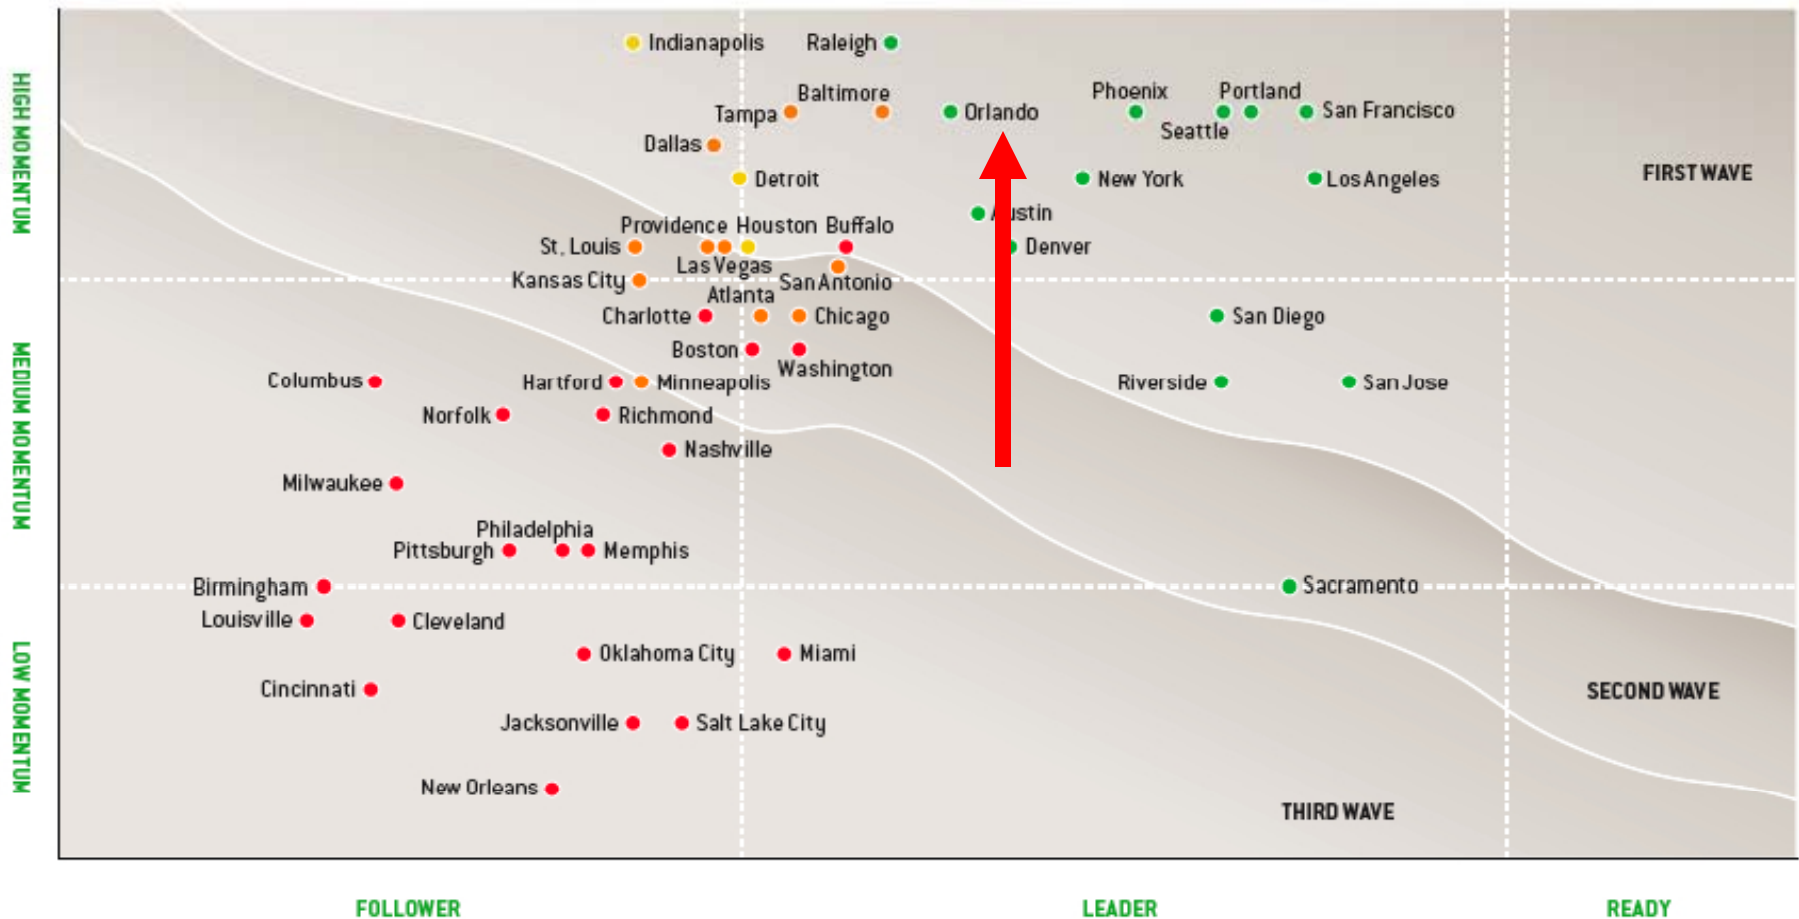 HIGH MOMENTUM
MEDIUM MOMENTUM
LOW MOMENTUM
Indianapolis
Raleigh
Baltimore
Tampa
Orlando
Phoenix
Portland
Seattle
San Francisco
Dallas
Detroit
New York
Los Angeles
FIRST WAVE
Austin
Providence
Houston
Buffalo
St. Louis
Las Vegas
Denver
Kansas City
San Antonio
Atlanta
Charlotte
Chicago
San Diego
Boston
Washington
Columbus
Hartford
Minneapolis
Riverside
San Jose
Norfolk
Richmond
Nashville
Milwaukee
Philadelphia
Pittsburgh
Memphis
Birmingham
Sacramento
Louisville
Cleveland
Oklahoma City
Miami
Cincinnati
SECOND WAVE
Jacksonville
Salt Lake City
New Orleans
THIRD WAVE
FOLLOWER
LEADER
READY